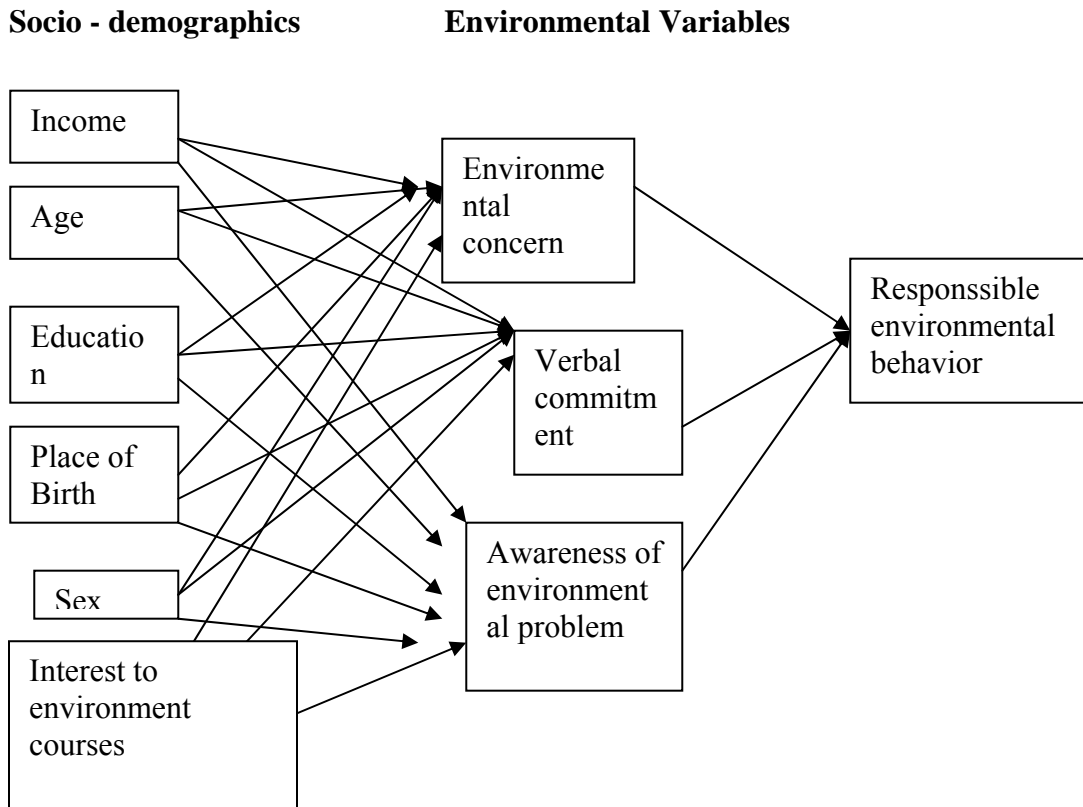 Socio - demographics
Environmental Variables
Income
Age
Educatio
n
Place of
Birth
Sex
Interest to
environment
courses
Environme
ntal
concern
Verbal
commitm
ent
Awareness of
environment
al problem
Responssible
environmental
behavior